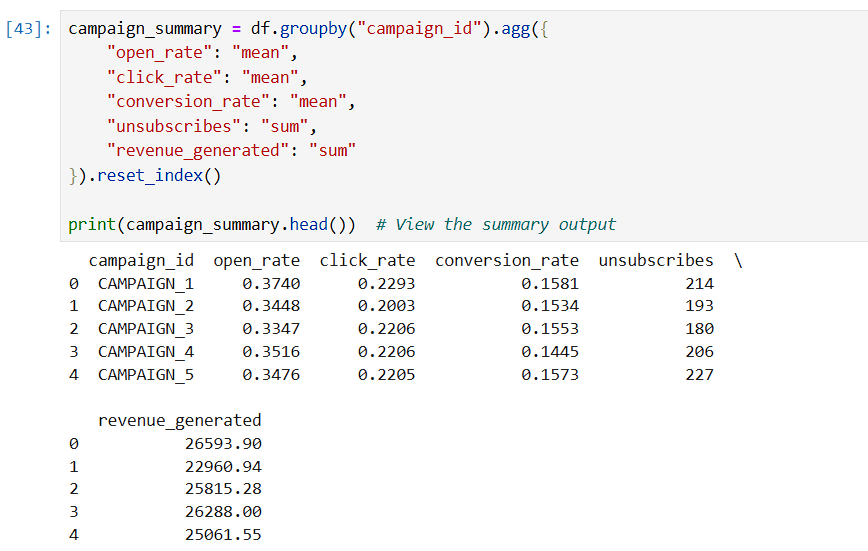 [43]: campaign_summary = df.groupby("campaign_id").agg({
    "open_rate": "mean",
    "click_rate": "mean",
    "conversion_rate": "mean",
    "unsubscribes": "sum",
    "revenue_generated": "sum"
}).reset_index()
print(campaign_summary.head())  # View the summary output
  campaign_id  open_rate  click_rate  conversion_rate  unsubscribes  \
0  CAMPAIGN_1     0.3740      0.2293           0.1581           214
1  CAMPAIGN_2     0.3448      0.2003           0.1534           193
2  CAMPAIGN_3     0.3347      0.2206           0.1553           180
3  CAMPAIGN_4     0.3516      0.2206           0.1445           206
4  CAMPAIGN_5     0.3476      0.2205           0.1573           227
   revenue_generated
0           26593.90
1           22960.94
2           25815.28
3           26288.00
4           25061.55